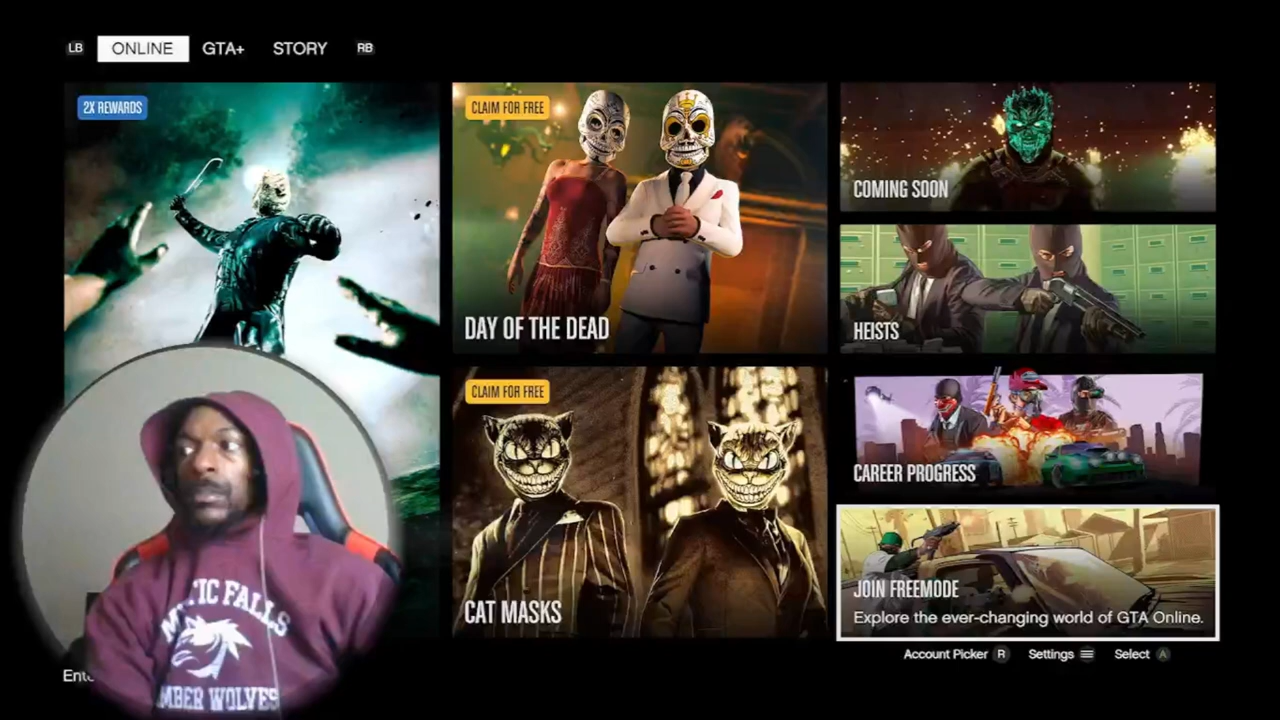 LB ONLINE GTA+ STORY RB
2X REWARDS
CLAIM FOR FREE
DAY OF THE DEAD
CLAIM FOR FREE
CAT MASKS
COMING SOON
HEISTS
CAREER PROGRESS
JOIN FREEMODE
Explore the ever-changing world of GTA Online.
Account Picker R Settings Select A
FALLS
WOLVES